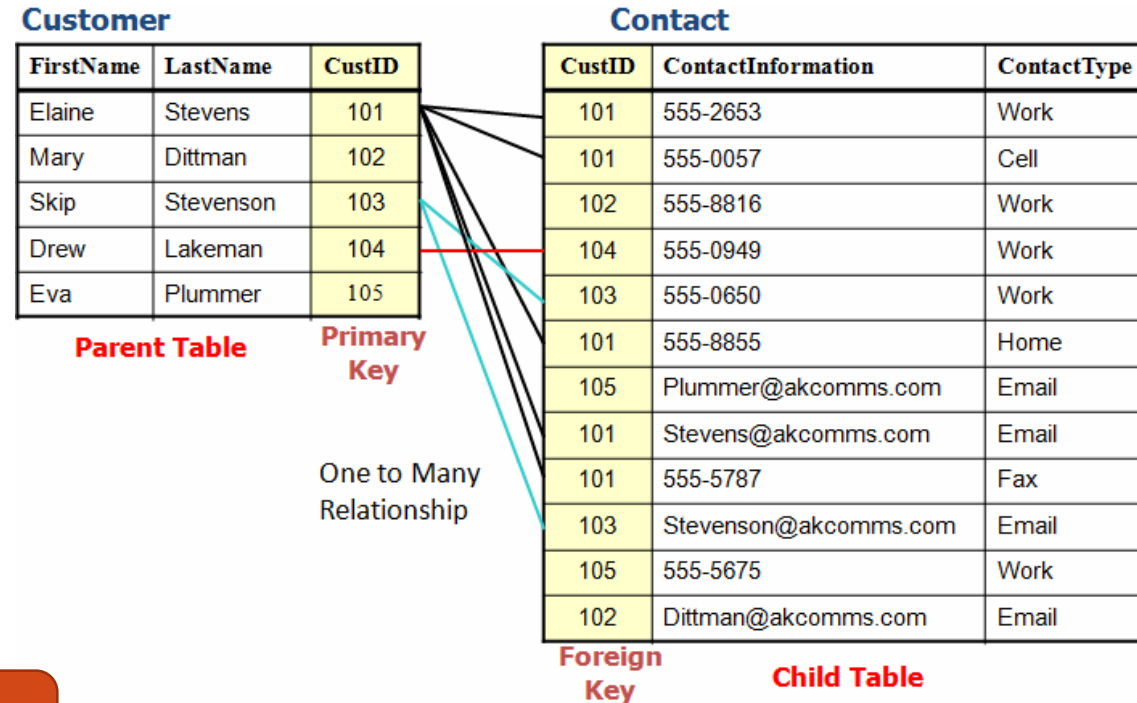 Customer
FirstName LastName CustID
Elaine Stevens 101
Mary Dittman 102
Skip Stevenson 103
Drew Lakeman 104
Eva Plummer 105
Parent Table
Primary
Key
One to Many
Relationship
Contact
CustID ContactInformation ContactType
101 555-2653 Work
101 555-0057 Cell
102 555-8816 Work
104 555-0949 Work
103 555-0650 Work
101 555-8855 Home
105 Plummer@akcomms.com Email
101 Stevens@akcomms.com Email
101 555-5787 Fax
103 Stevenson@akcomms.com Email
105 555-5675 Work
102 Dittman@akcomms.com Email
Foreign
Key
Child Table